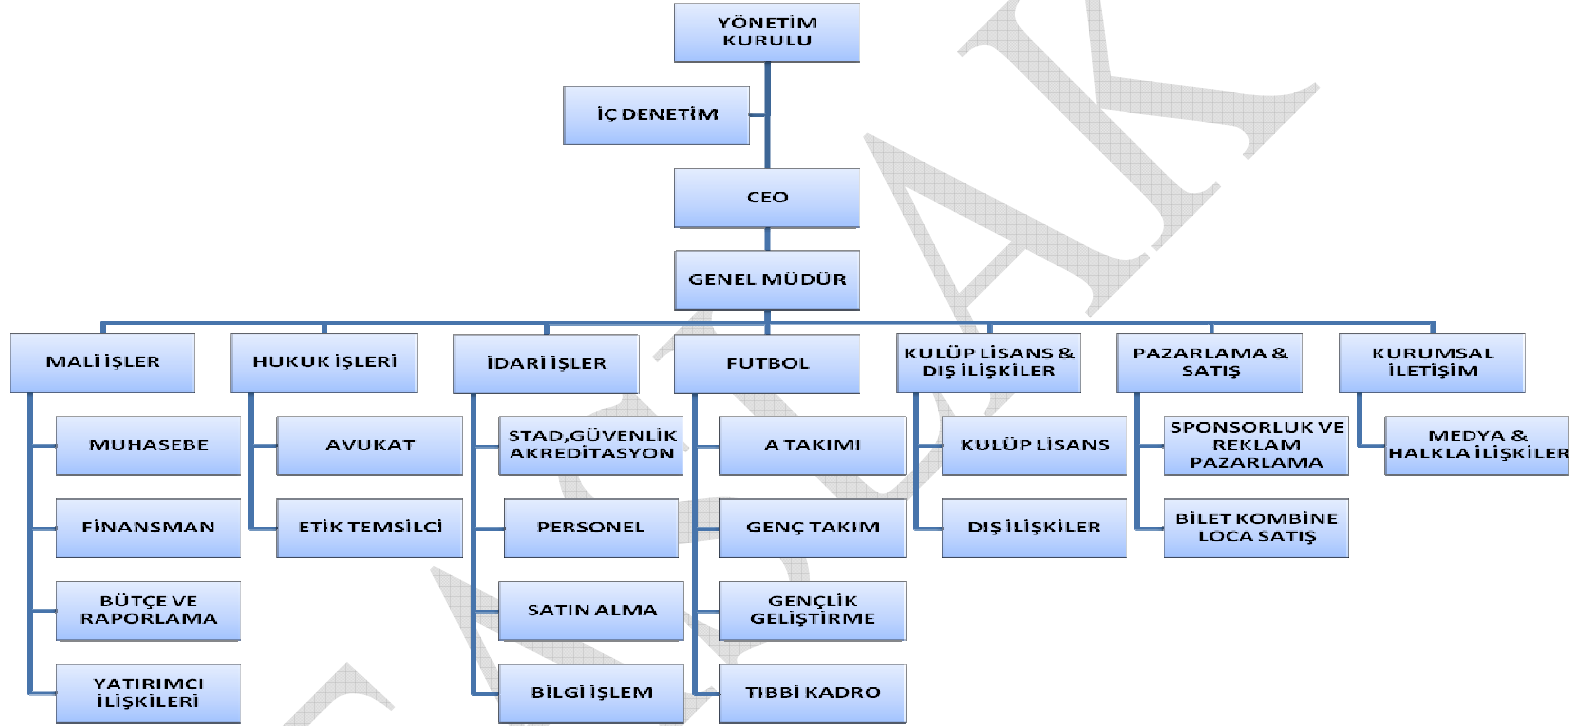 YÖNETİM
KURULU
İÇ DENETİM
CEO
GENEL MÜDÜR
MALİ İŞLER
MUHASEBE
FİNANSMAN
BÜTÇE VE
RAPORLAMA
YATIRIMCI
İLİŞKİLERİ
HUKUK İŞLERİ
AVUKAT
ETİK TEMSİLCİ
İDARİ İŞLER
STAD,GÜVENLİK
AKREDİTASYON
PERSONEL
SATIN ALMA
BİLGİ İŞLEM
FUTBOL
A TAKIMI
GENÇ TAKIM
GENÇLİK
GELİŞTİRME
TIBBİ KADRO
KULÜP LİSANS &
DIŞ İLİŞKİLER
KULÜP LİSANS
DIŞ İLİŞKİLER
PAZARLAMA &
SATIŞ
SPONSORLUK VE
REKLAM
PAZARLAMA
BİLET KOMBİNE
LOCA SATIŞ
KURUMSAL
İLETİŞİM
MEDYA &
HALKLA İLİŞKİLER